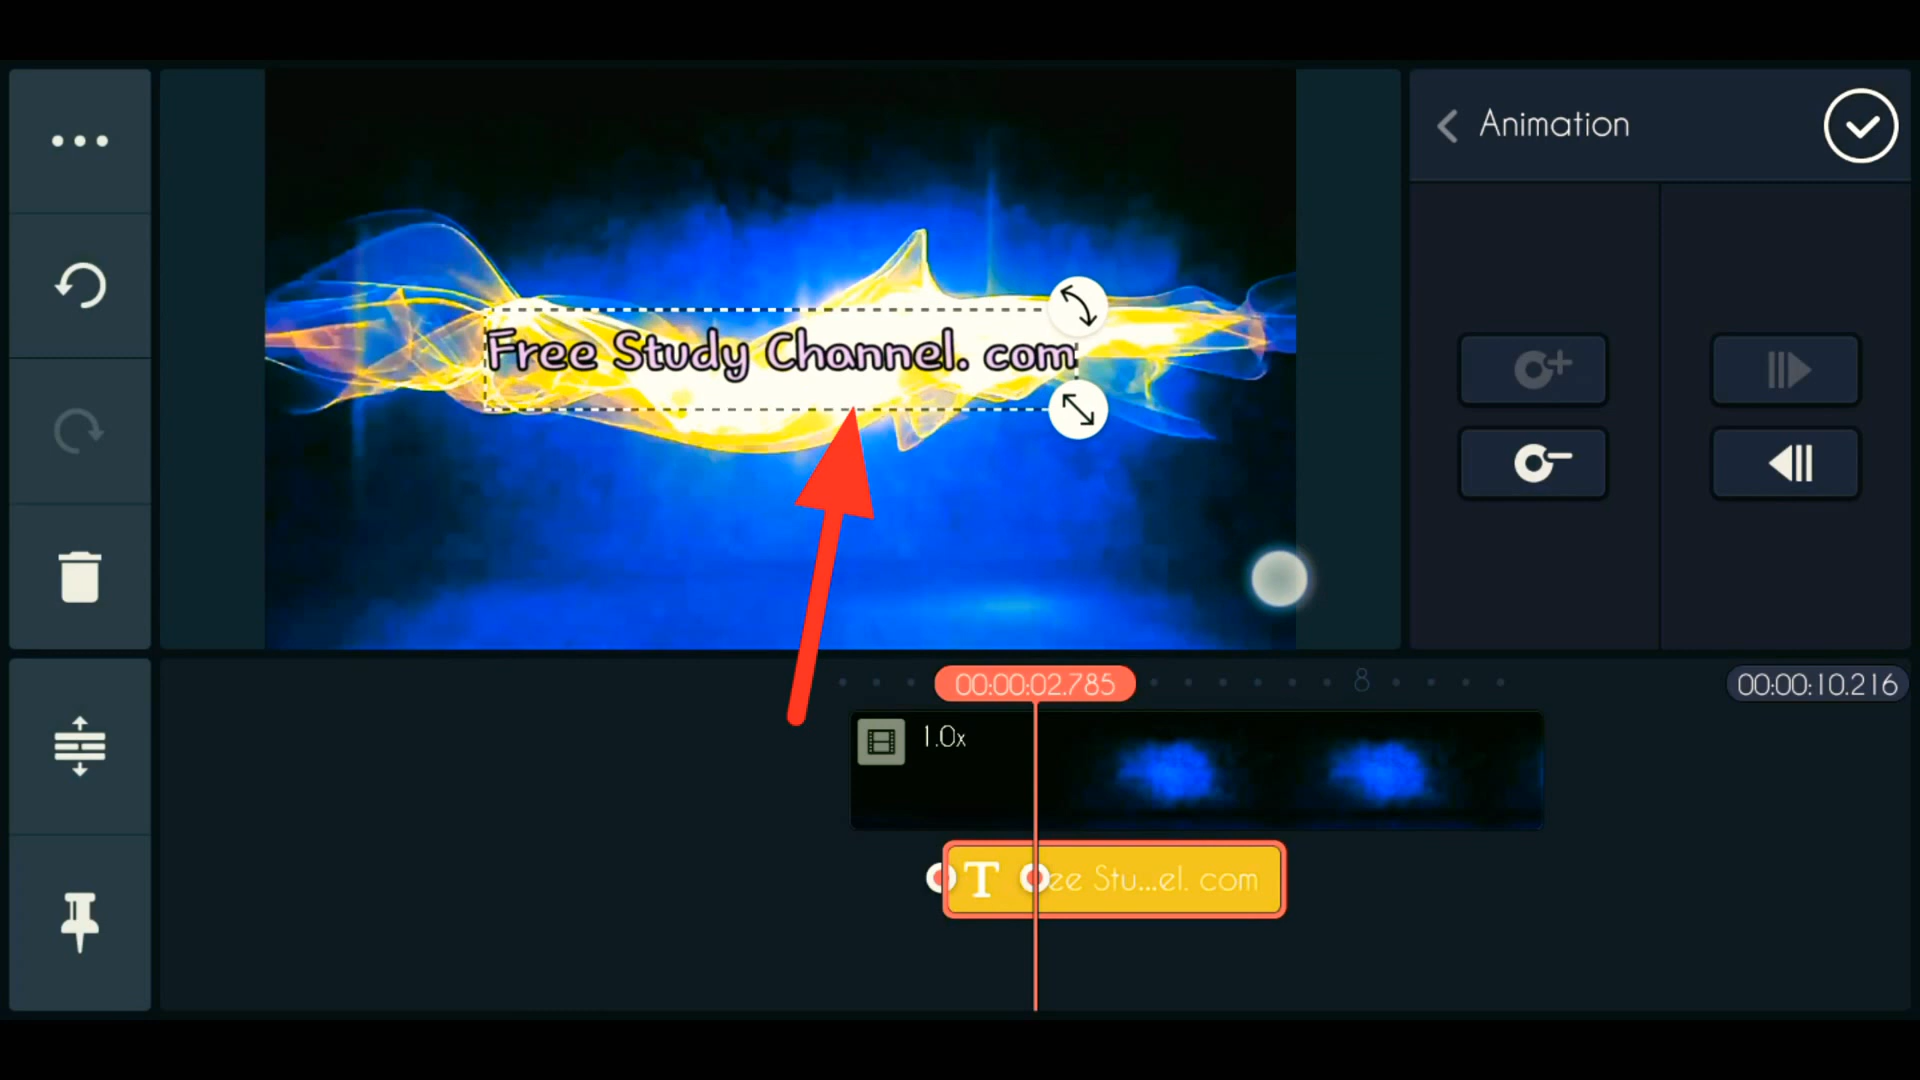 Animation
Free Study Channel. com
00:00:02.785
8
00:00:10.216
1.0x
T
ee Stu...el. com